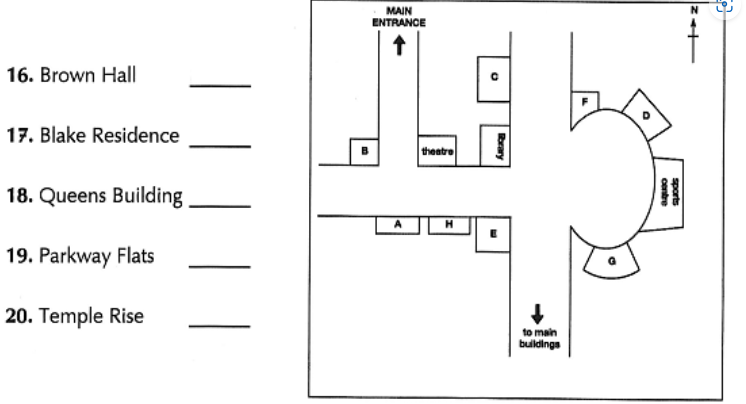 16. Brown Hall
17. Blake Residence
18. Queens Building
19. Parkway Flats
20. Temple Rise
MAIN
ENTRANCE
N
C
F
D
B
theatre
library
sports
centre
A
H
E
G
to main
buildings